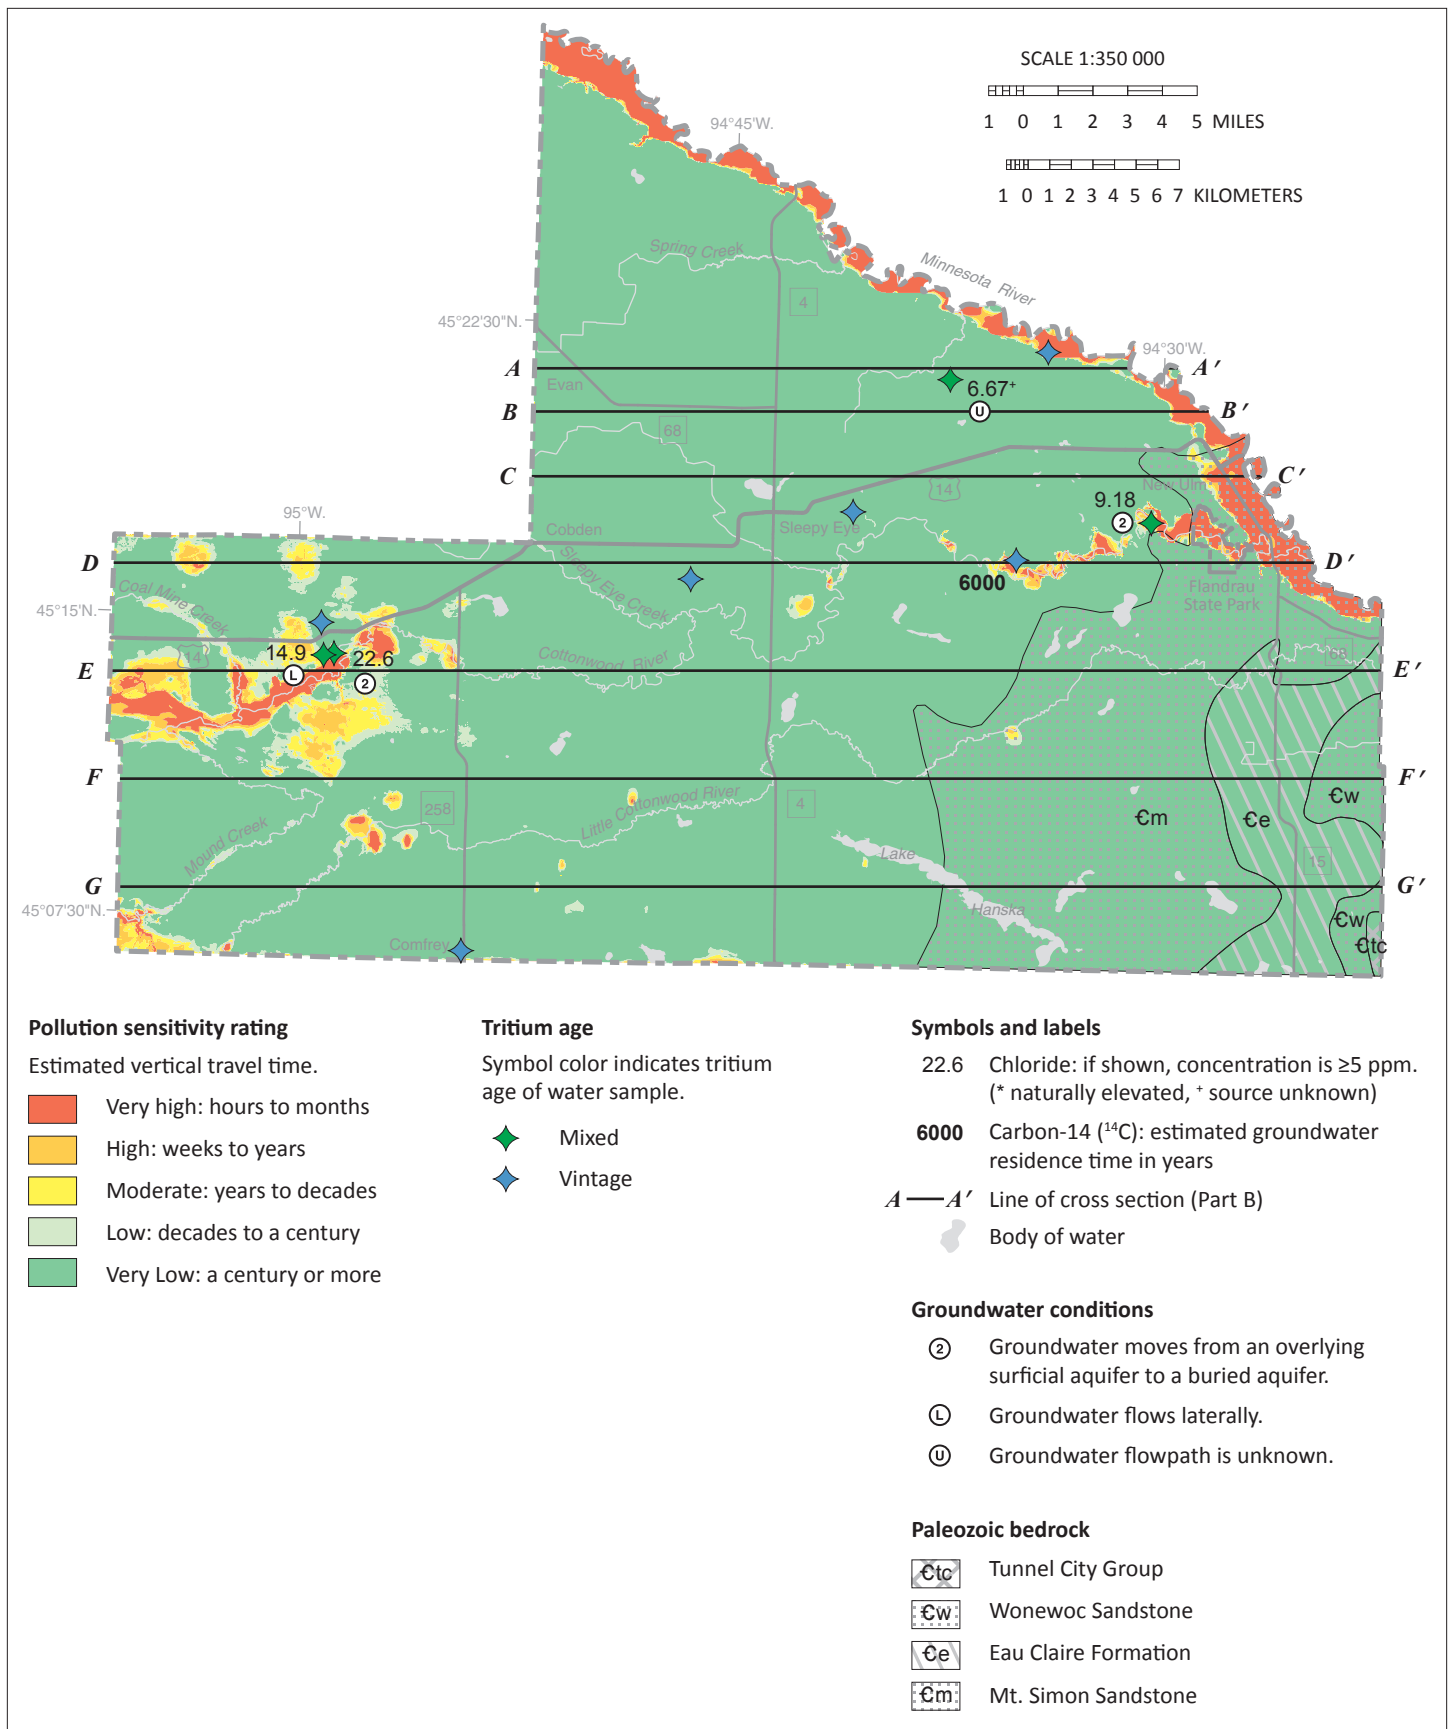 SCALE 1:350 000
1 0 1 2 3 4 5 MILES
1 0 1 2 3 4 5 6 7 KILOMETERS
94°45'W.
Spring Creek
Minnesota River
4
45°22'30"N.
94°30'W.
A A′
Evan
6.67+
B B′
U
68
C C′
14
New Ulm
9.18
2
95°W.
Cobden
Sleepy Eye
D D′
6000
Coal Mine Creek
Sleepy Eye Creek
Flandrau
State Park
45°15'N.
14
14.9
22.6
Cottonwood River
68
E E′
L
2
F F′
258
Little Cottonwood River
4
Mound Creek
Ꞓm
Ꞓe
Ꞓw
Lake
15
G G′
45°07'30"N.
Hanska
Ꞓw
Comfrey
Ꞓtc
Pollution sensitivity rating
Estimated vertical travel time.
Very high: hours to months
High: weeks to years
Moderate: years to decades
Low: decades to a century
Very Low: a century or more
Tritium age
Symbol color indicates tritium
age of water sample.
Mixed
Vintage
Symbols and labels
22.6 Chloride: if shown, concentration is ≥5 ppm.
(* naturally elevated, + source unknown)
6000 Carbon-14 (¹⁴C): estimated groundwater
residence time in years
A A′ Line of cross section (Part B)
Body of water
Groundwater conditions
2 Groundwater moves from an overlying
surficial aquifer to a buried aquifer.
L Groundwater flows laterally.
U Groundwater flowpath is unknown.
Paleozoic bedrock
Ꞓtc Tunnel City Group
Ꞓw Wonewoc Sandstone
Ꞓe Eau Claire Formation
Ꞓm Mt. Simon Sandstone